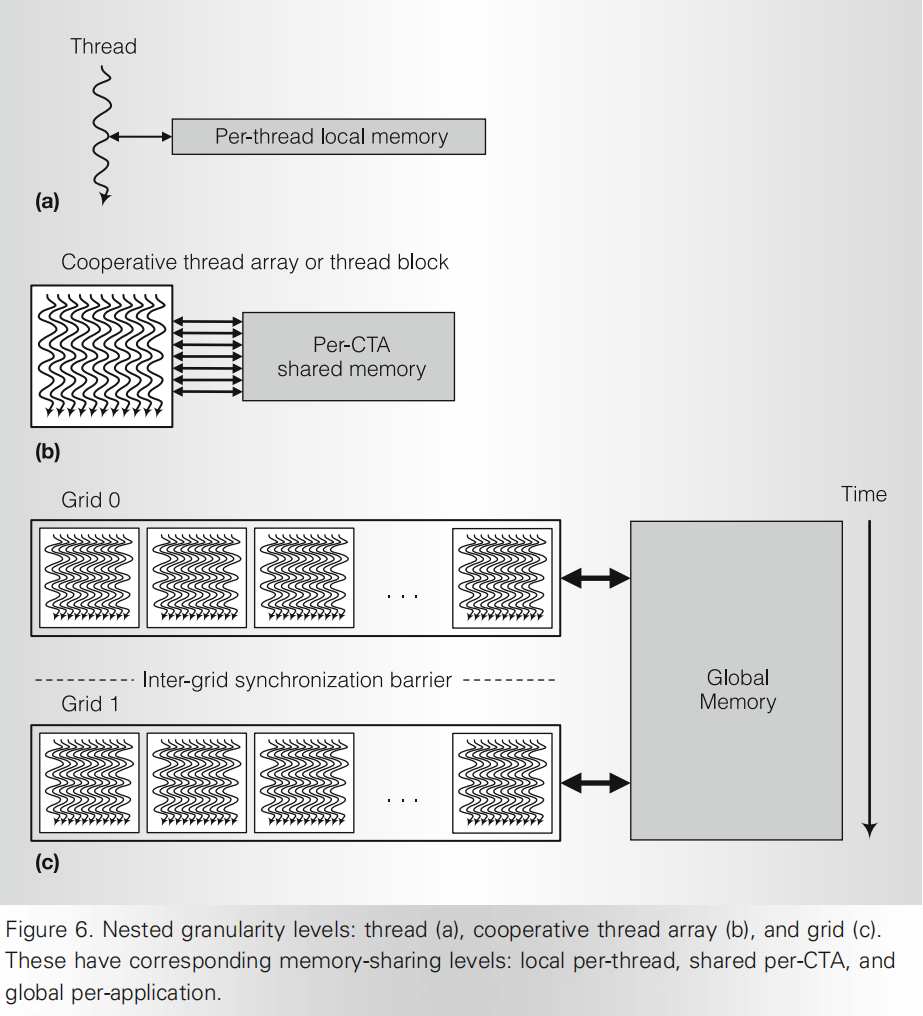 Thread
Per-thread local memory
(a)
Cooperative thread array or thread block
Per-CTA
shared memory
(b)
Grid 0
Time
. . .
Inter-grid synchronization barrier
Global
Memory
Grid 1
. . .
(c)
Figure 6. Nested granularity levels: thread (a), cooperative thread array (b), and grid (c).
These have corresponding memory-sharing levels: local per-thread, shared per-CTA, and
global per-application.